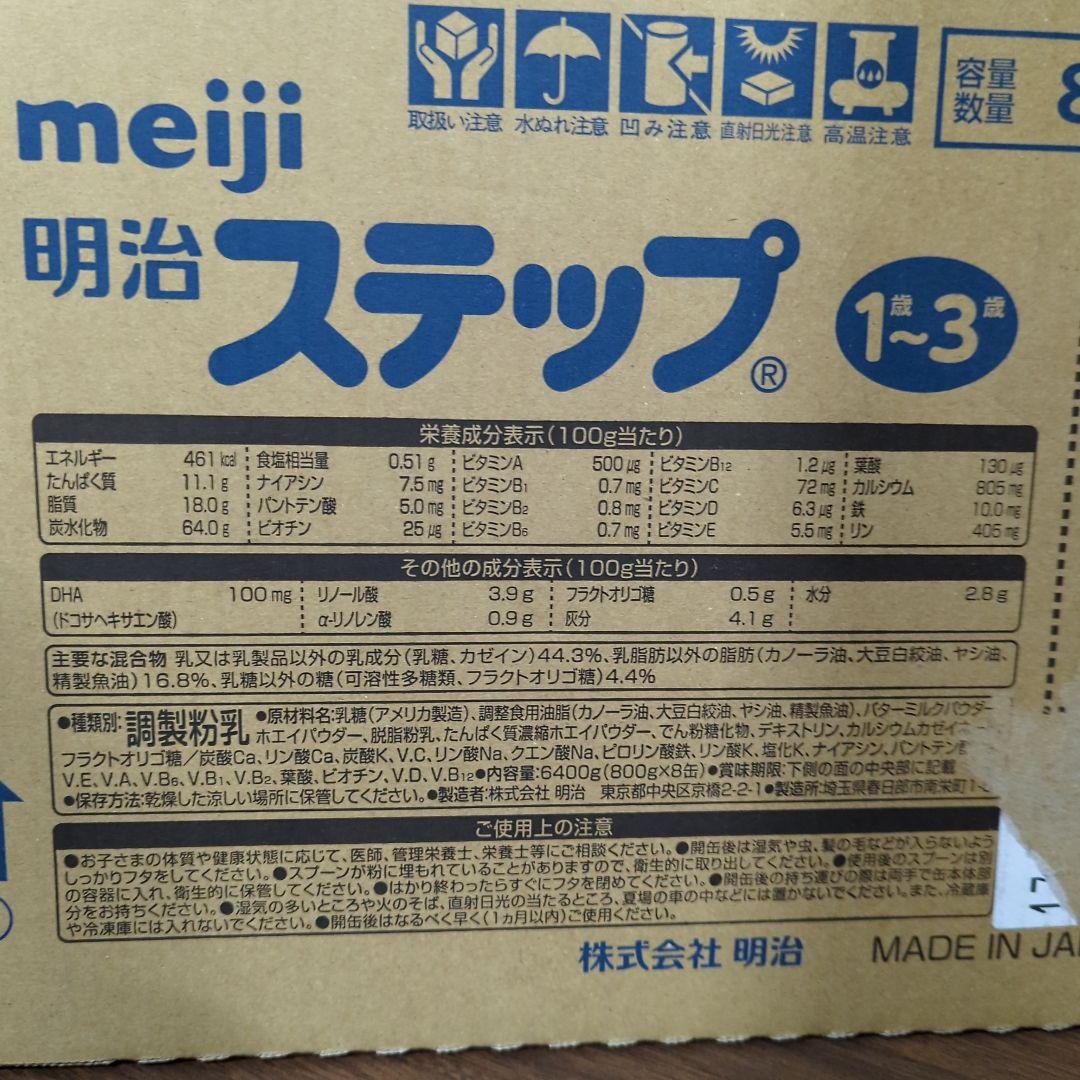 取扱い注意 水ぬれ注意 凹み注意 直射日光注意 高温注意
容量
数量
meiji
明治ステップ®
1歳~3歳
栄養成分表示(100g当たり)
エネルギー 461kcal 食塩相当量 0.51g ビタミンA 500μg ビタミンB12 1.2μg 葉酸 130μg
たんぱく質 11.1g ナイアシン 7.5mg ビタミンB1 0.7mg ビタミンC 72mg カルシウム 805mg
脂質 18.0g パントテン酸 5.0mg ビタミンB2 0.8mg ビタミンD 6.3μg 鉄 10.0mg
炭水化物 64.0g ビオチン 25μg ビタミンB6 0.7mg ビタミンE 5.5mg リン 405mg
その他の成分表示(100g当たり)
DHA 100mg リノール酸 3.9g フラクトオリゴ糖 0.5g 水分 2.8g
(ドコサヘキサエン酸) α-リノレン酸 0.9g 灰分 4.1g
主要な混合物 乳又は乳製品以外の乳成分(乳糖、カゼイン)44.3%、乳脂肪以外の脂肪(カノーラ油、大豆白絞油、ヤシ油、
精製魚油)16.8%、乳糖以外の糖(可溶性多糖類、フラクトオリゴ糖)4.4%
●種類別:調製粉乳 ●原材料名:乳糖(アメリカ製造)、調整食用油脂(カノーラ油、大豆白絞油、ヤシ油、精製魚油)、バターミルクパウダー
ホエイパウダー、脱脂粉乳、たんぱく質濃縮ホエイパウダー、でん粉糖化物、デキストリン、カルシウムカゼイ
フラクトオリゴ糖/炭酸Ca、リン酸Ca、炭酸K、V.C、リン酸Na、クエン酸Na、ピロリン酸鉄、リン酸K、塩化K、ナイアシン、パントテン
V.E、V.A、V.B6、V.B1、V.B2、葉酸、ビオチン、V.D、V.B12●内容量:6400g(800g×8缶)●賞味期限:下側の面の中央部に記載
●保存方法:乾燥した涼しい場所に保管してください。●製造者:株式会社 明治 東京都中央区京橋2-2-1●製造所:埼玉県春日部市南栄町1
ご使用上の注意
●お子さまの体質や健康状態に応じて、医師、管理栄養士、栄養士等にご相談ください。●開缶後は湿気や虫、髪の毛などが入らないよう
しっかりフタをしてください。●スプーンが粉に埋もれていることがありますので、衛生的に取り出してください。●使用後のスプーンは別
の容器に入れ、衛生的に保管してください。●はかり終わったらすぐにフタを閉めてください。●開缶後の持ち運びの際は両手で缶本体部
分をお持ちください。●湿気の多いところや火のそば、直射日光の当たるところ、夏場の車の中などには置かないでください。また、冷蔵庫
や冷凍庫には入れないでください。●開缶後はなるべく早く(1ヵ月以内)ご使用ください。
株式会社 明治 MADE IN